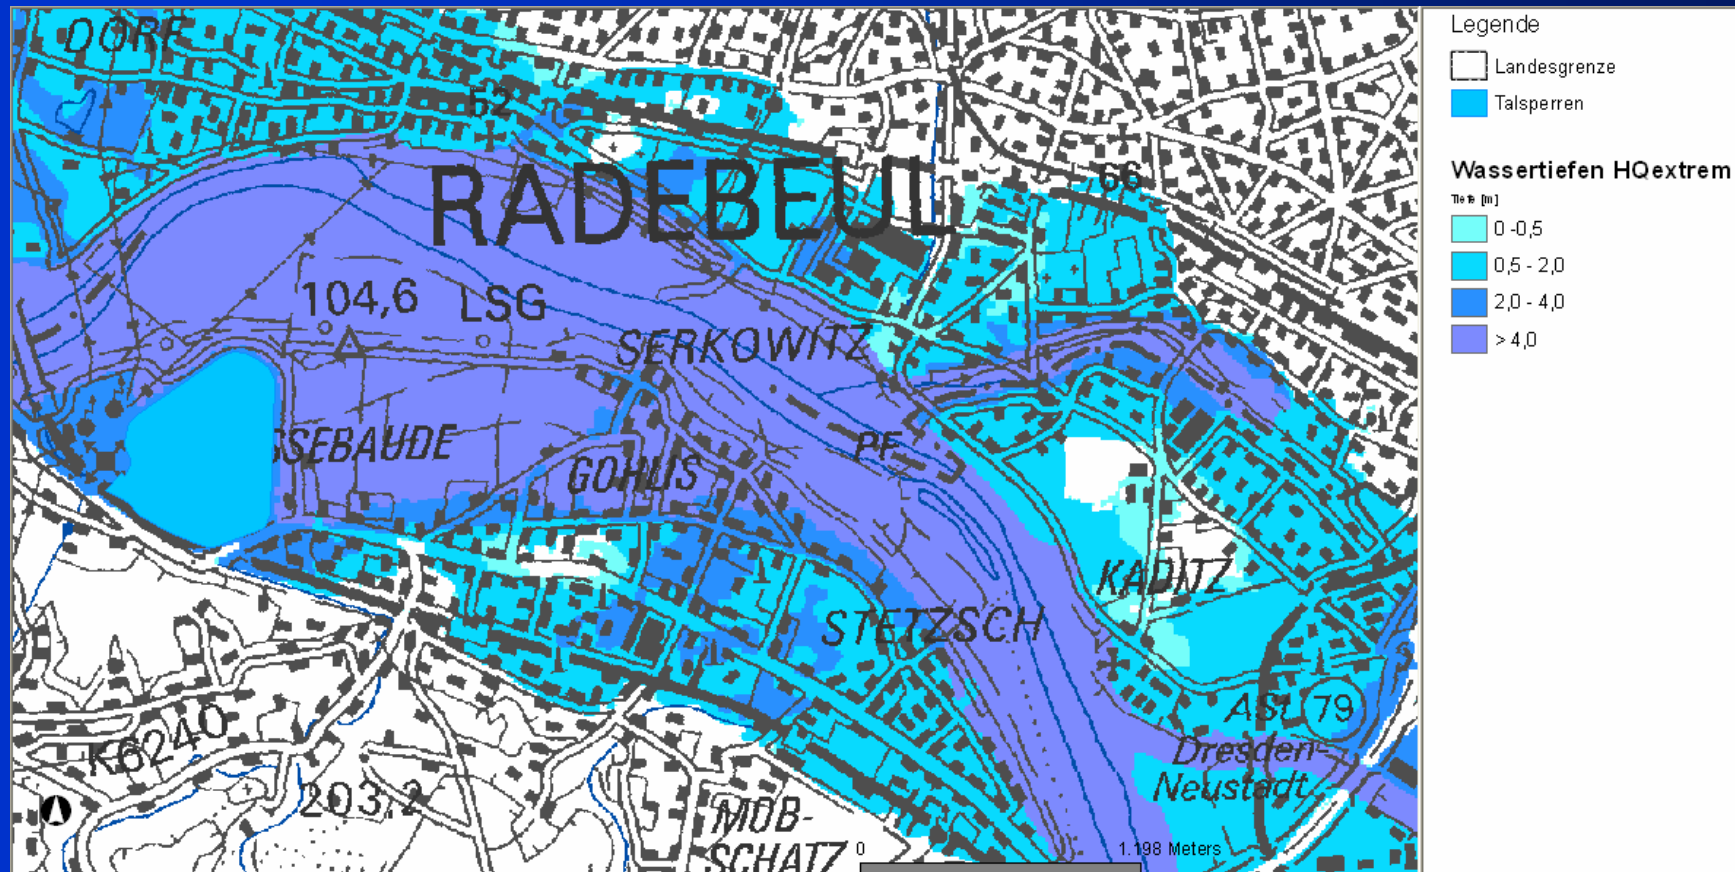 DORF
52
RADEBEUL
66
104,6 LSG
SERKOWITZ
PF
GOHLIS
KADITZ
STETZSCH
ASt 79
Dresden-
Neustadt
K6240
203,2
MOB-
SCHATZ
0 1.198 Meters
Legende
Landesgrenze
Talsperren
Wassertiefen HQextrem
Tiefe [m]
0 -0,5
0,5 - 2,0
2,0 - 4,0
> 4,0